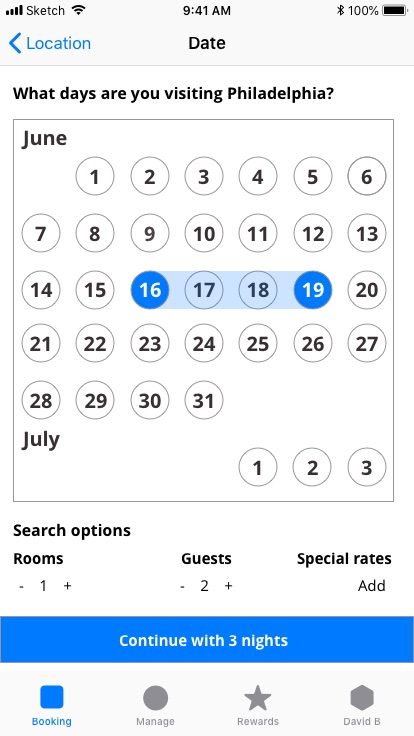 Sketch 9:41 AM 100%
Location Date
What days are you visiting Philadelphia?
June
1 2 3 4 5 6
7 8 9 10 11 12 13
14 15 16 17 18 19 20
21 22 23 24 25 26 27
28 29 30 31
July
1 2 3
Search options
Rooms Guests Special rates
- 1 + - 2 + Add
Continue with 3 nights
Booking Manage Rewards David B